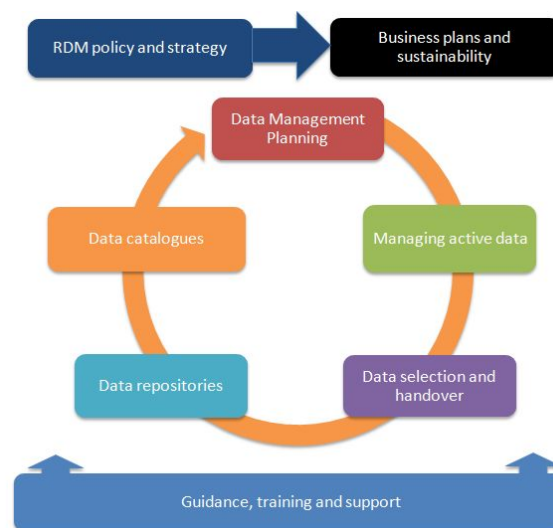 RDM policy and strategy
Business plans and
sustainability
Data Management
Planning
Data catalogues
Managing active data
Data repositories
Data selection and
handover
Guidance, training and support